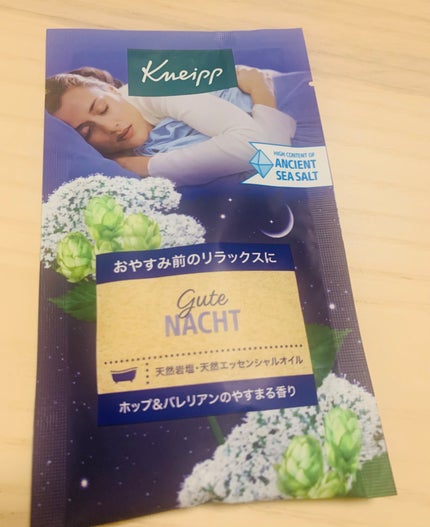 Kneipp
HIGH CONTENT OF
ANCIENT
SEA SALT
おやすみ前のリラックスに
Gute
NACHT
天然岩塩・天然エッセンシャルオイル
ホップ&バレリアンのやすまる香り